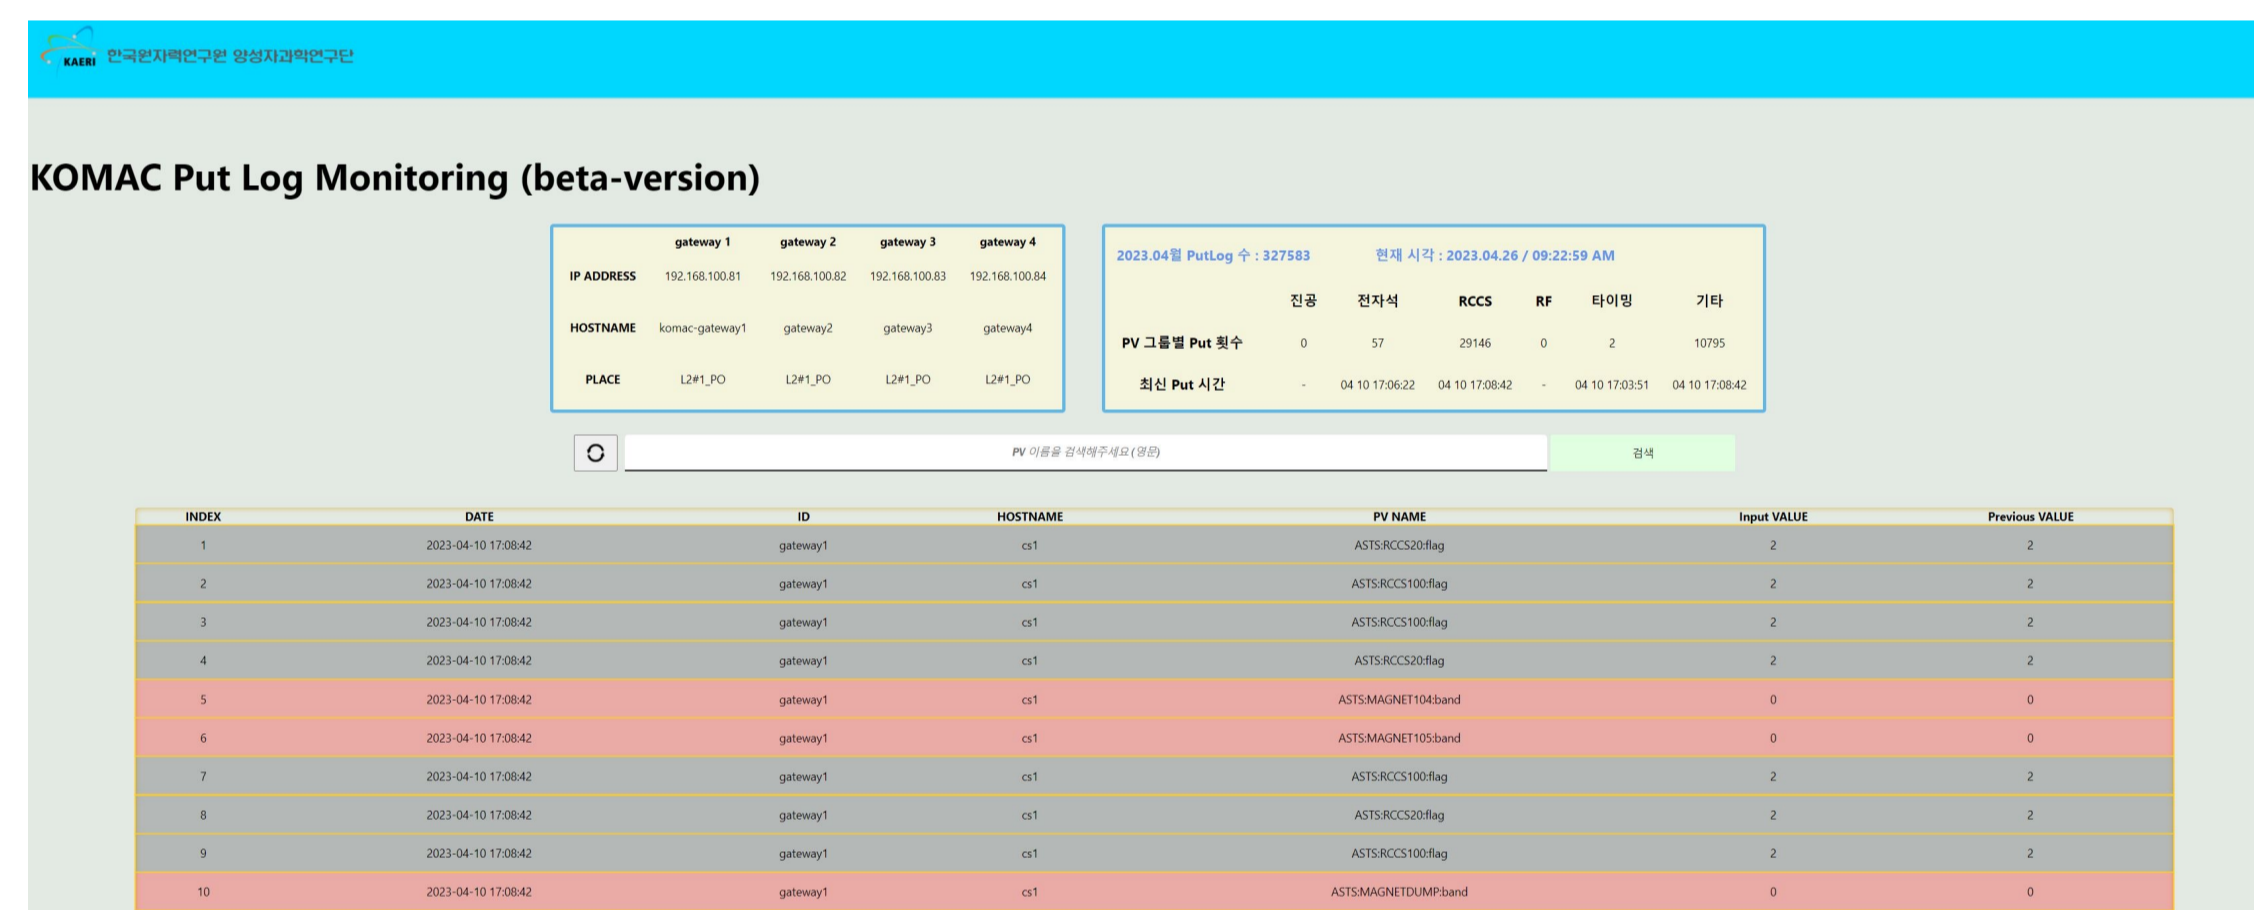 KAERI 한국원자력연구원 양성자과학연구단
KOMAC Put Log Monitoring (beta-version)
gateway 1 gateway 2 gateway 3 gateway 4
IP ADDRESS 192.168.100.81 192.168.100.82 192.168.100.83 192.168.100.84
HOSTNAME komac-gateway1 gateway2 gateway3 gateway4
PLACE L2#1_PO L2#1_PO L2#1_PO L2#1_PO
2023.04월 PutLog 수 : 327583 현재 시각 : 2023.04.26 / 09:22:59 AM
진공 전자석 RCCS RF 타이밍 기타
PV 그룹별 Put 횟수 0 57 29146 0 2 10795
최신 Put 시간 - 04 10 17:06:22 04 10 17:08:42 - 04 10 17:03:51 04 10 17:08:42
PV 이름을 검색해주세요 (영문) 검색
INDEX DATE ID HOSTNAME PV NAME Input VALUE Previous VALUE
1 2023-04-10 17:08:42 gateway1 cs1 ASTS:RCCS20:flag 2 2
2 2023-04-10 17:08:42 gateway1 cs1 ASTS:RCCS100:flag 2 2
3 2023-04-10 17:08:42 gateway1 cs1 ASTS:RCCS100:flag 2 2
4 2023-04-10 17:08:42 gateway1 cs1 ASTS:RCCS20:flag 2 2
5 2023-04-10 17:08:42 gateway1 cs1 ASTS:MAGNET104:band 0 0
6 2023-04-10 17:08:42 gateway1 cs1 ASTS:MAGNET105:band 0 0
7 2023-04-10 17:08:42 gateway1 cs1 ASTS:RCCS100:flag 2 2
8 2023-04-10 17:08:42 gateway1 cs1 ASTS:RCCS20:flag 2 2
9 2023-04-10 17:08:42 gateway1 cs1 ASTS:RCCS100:flag 2 2
10 2023-04-10 17:08:42 gateway1 cs1 ASTS:MAGNETDUMP:band 0 0